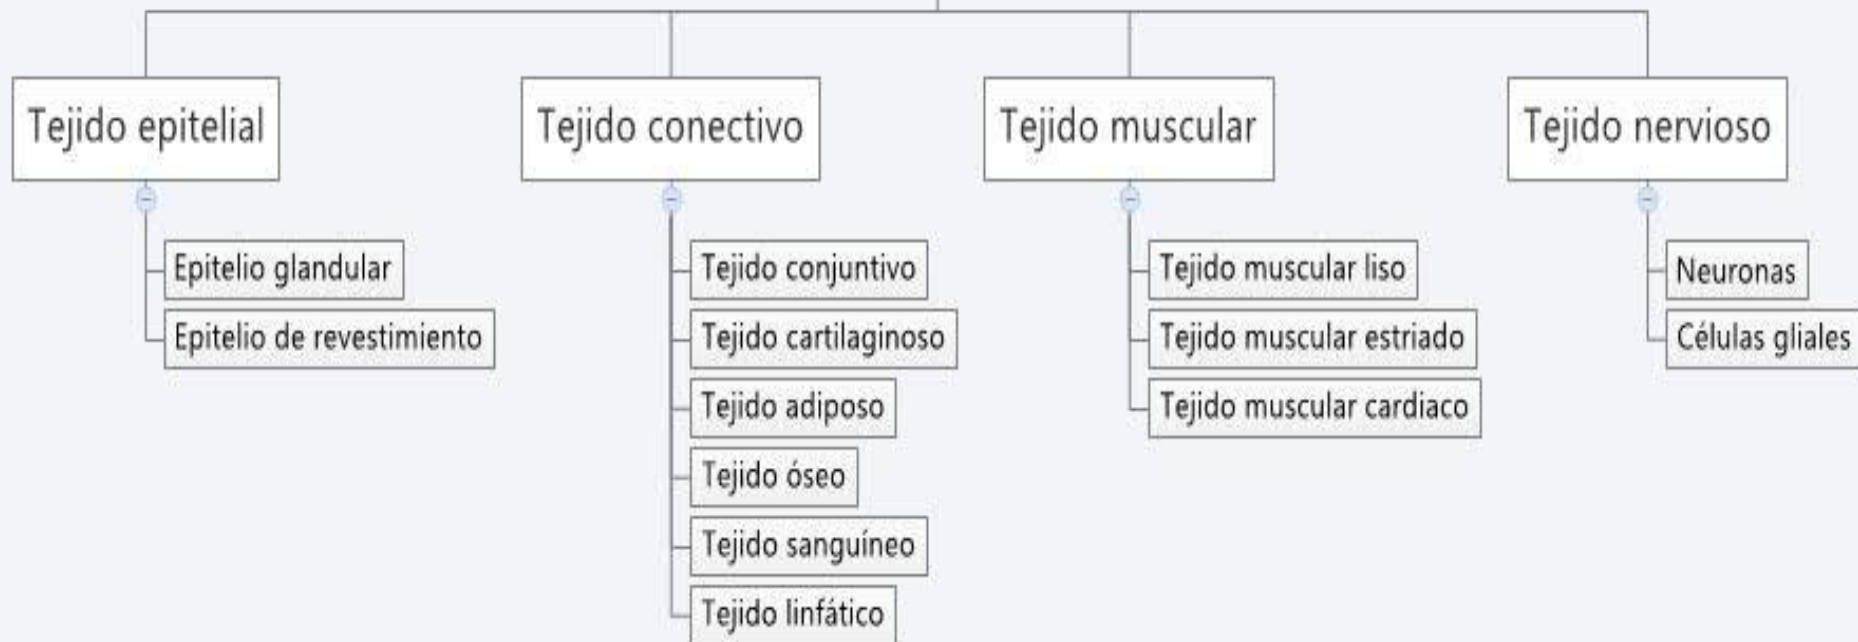 Tejido epitelial
Epitelio glandular
Epitelio de revestimiento
Tejido conectivo
Tejido conjuntivo
Tejido cartilaginoso
Tejido adiposo
Tejido óseo
Tejido sanguíneo
Tejido linfático
Tejido muscular
Tejido muscular liso
Tejido muscular estriado
Tejido muscular cardiaco
Tejido nervioso
Neuronas
Células gliales